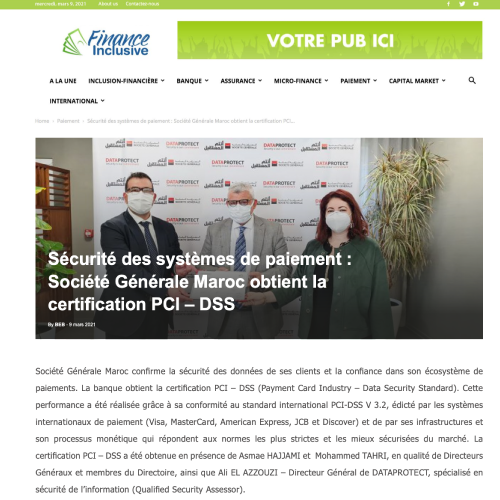 mercredi, mars 9, 2021 About us Contactez-nous
Finance
Inclusive
VOTRE PUB ICI
A LA UNE INCLUSION-FINANCIÈRE BANQUE ASSURANCE MICRO-FINANCE PAIEMENT CAPITAL MARKET
INTERNATIONAL
Home Paiement Sécurité des systèmes de paiement : Société Générale Maroc obtient la certification PCI...
DATAPROTECT
DATAPROTECT
DATAPROTECT
Sécurité des systèmes de paiement :
Société Générale Maroc obtient la
certification PCI – DSS
By BEB - 9 mars 2021
Société Générale Maroc confirme la sécurité des données de ses clients et la confiance dans son écosystème de
paiements. La banque obtient la certification PCI – DSS (Payment Card Industry – Data Security Standard). Cette
performance a été réalisée grâce à sa conformité au standard international PCI-DSS V 3.2, édicté par les systèmes
internationaux de paiement (Visa, MasterCard, American Express, JCB et Discover) et de par ses infrastructures et
son processus monétique qui répondent aux normes les plus strictes et les mieux sécurisées du marché. La
certification PCI – DSS a été obtenue en présence de Asmae HAJJAMI et Mohammed TAHRI, en qualité de Directeurs
Généraux et membres du Directoire, ainsi que Ali EL AZZOUZI – Directeur Général de DATAPROTECT, spécialisé en
sécurité de l'information (Qualified Security Assessor).